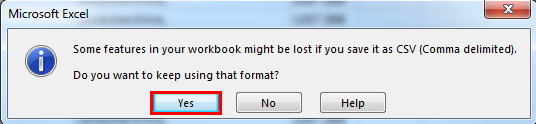 Microsoft Excel
Some features in your workbook might be lost if you save it as CSV (Comma delimited).
Do you want to keep using that format?
Yes No Help